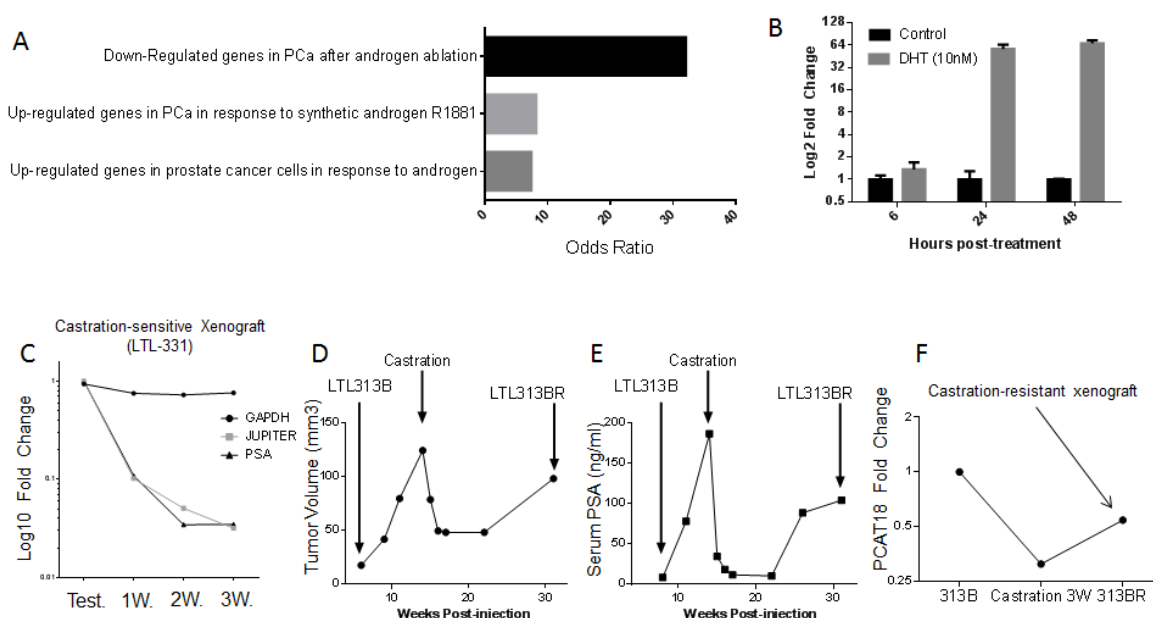 A
Down-Regulated genes in PCa after androgen ablation
Up-regulated genes in PCa in response to synthetic androgen R1881
Up-regulated genes in prostate cancer cells in response to androgen
0 10 20 30 40
Odds Ratio
B
Control
DHT (10nM)
Log2 Fold Change
128
64
32
16
8
4
2
1
0.5
6 24 48
Hours post-treatment
Castration-sensitive Xenograft
(LTL-331)
C
Log10 Fold Change
1
0.1
0.01
GAPDH
JUPITER
PSA
Test. 1W. 2W. 3W.
D
Castration
LTL313B
LTL313BR
Tumor Volume (mm3)
150
100
50
0
10 20 30
Weeks Post-injection
E
Castration
LTL313B
LTL313BR
Serum PSA (ng/ml)
200
150
100
50
0
10 20 30
Weeks Post-injection
F
Castration-resistant xenograft
PCAT18 Fold Change
2
1
0.5
0.25
313B Castration 3W 313BR